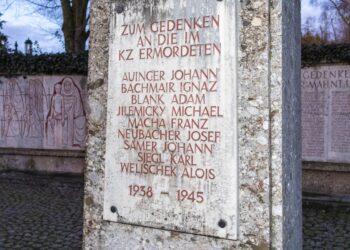 ZUM GEDENKEN
AN DIE IM
KZ ERMORDETEN
AUINGER JOHANN
BACHMAIR IGNAZ
BLANK ADAM
JILEMICKY MICHAEL
MACHA FRANZ
NEUBACHER JOSEF
SAMER JOHANN
SIEGL KARL
WELISCHEK ALOIS
1938 - 1945
GEDENKEN